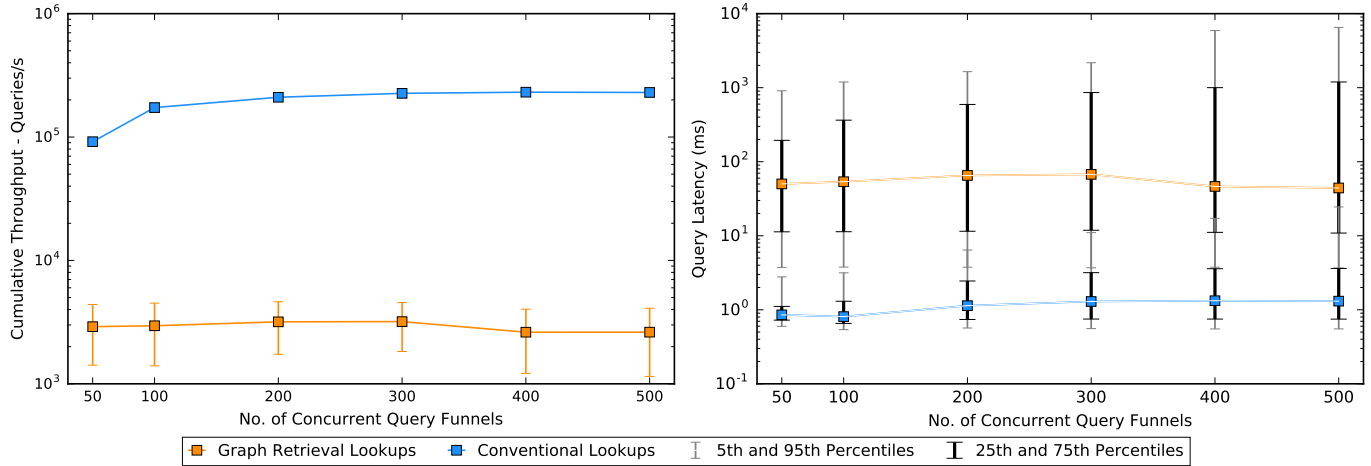 Cumulative Throughput - Queries/s
10^6
10^5
10^4
10^3
50 100 200 300 400 500
No. of Concurrent Query Funnels
Query Latency (ms)
10^4
10^3
10^2
10^1
10^0
10^-1
50 100 200 300 400 500
No. of Concurrent Query Funnels
Graph Retrieval Lookups Conventional Lookups 5th and 95th Percentiles 25th and 75th Percentiles